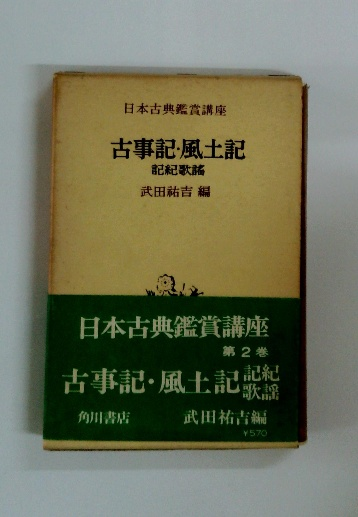 日本古典鑑賞講座
古事記・風土記
記紀歌謠
武田祐吉 編
日本古典鑑賞講座
第2巻
古事記・風土記 記紀歌謡
角川書店 武田祐吉編
¥570